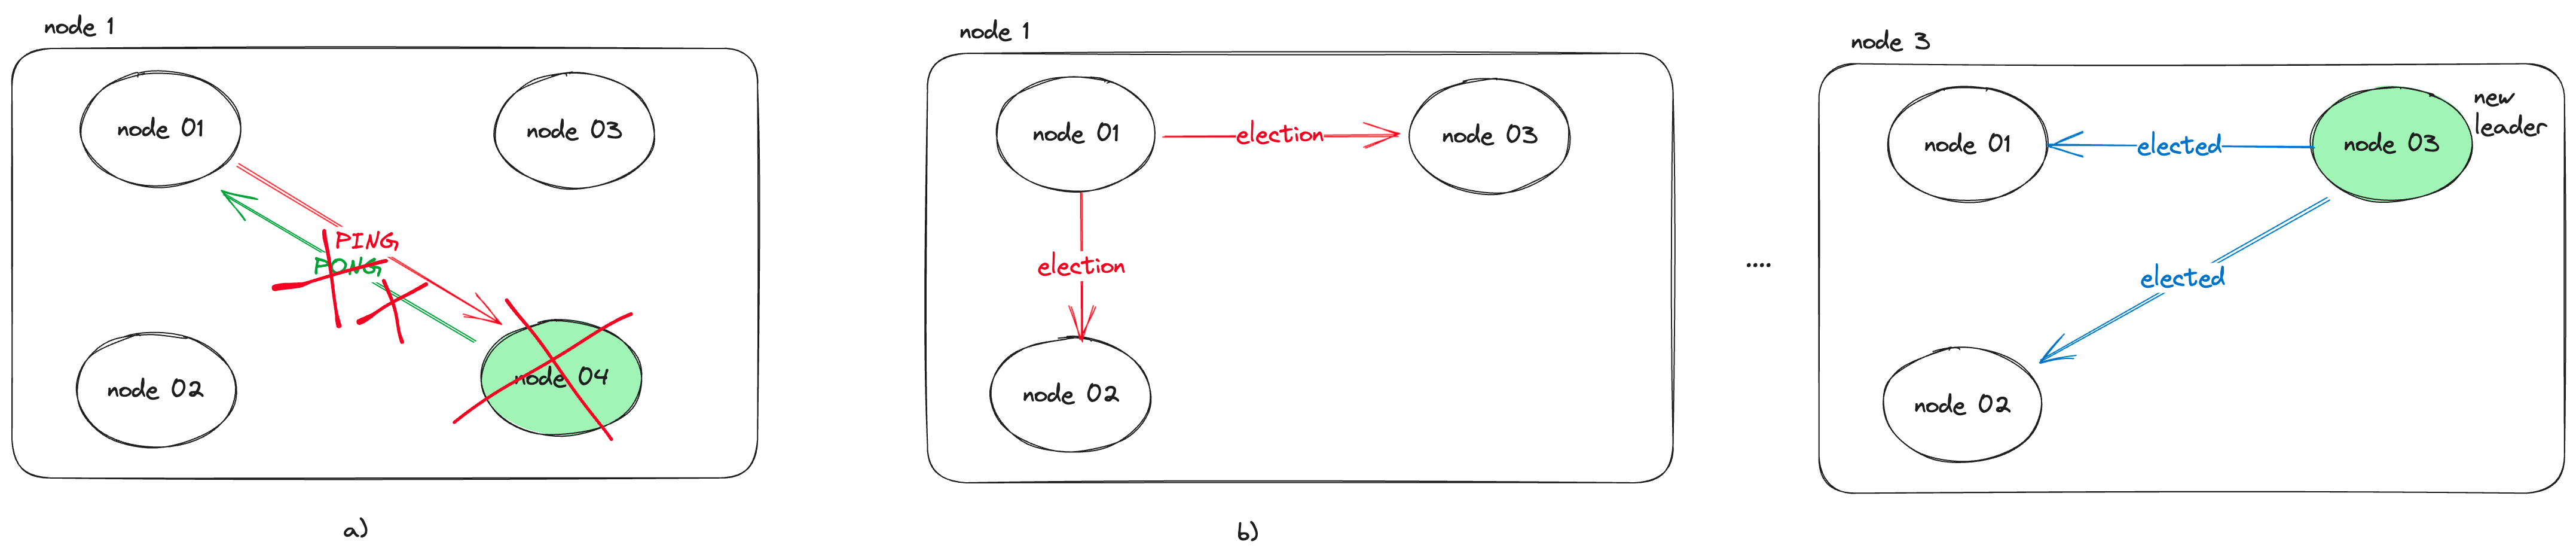 node 1
node 01
node 03
PING
PONG
node 02
node 04
a)
node 1
node 01
election
node 03
election
node 02
b)
....
node 3
node 01
elected
node 03
new
leader
elected
node 02